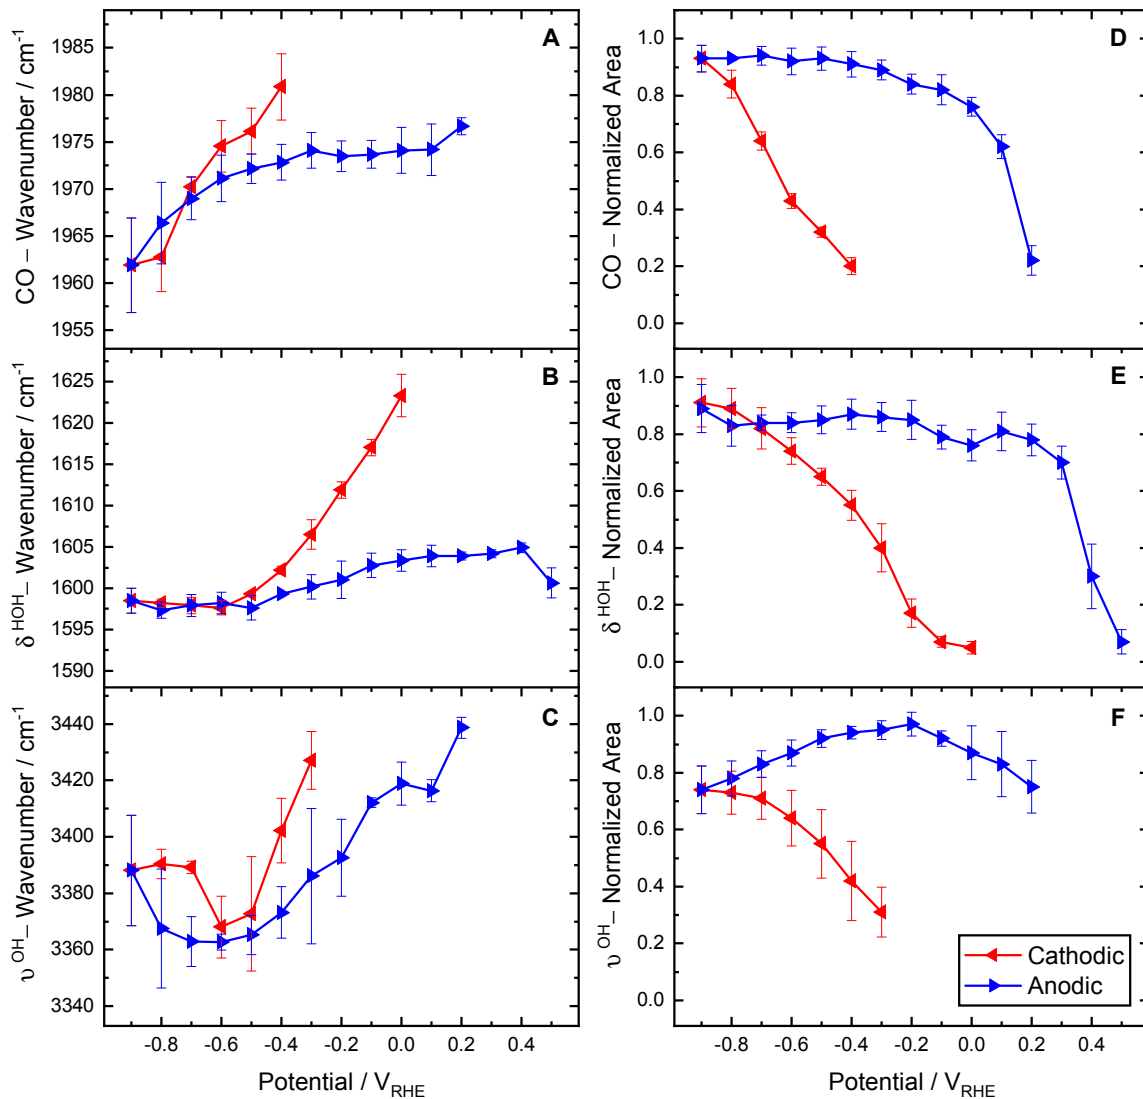 A
CO – Wavenumber / cm-1
1985
1980
1975
1970
1965
1960
1955
B
δ HOH – Wavenumber / cm-1
1625
1620
1615
1610
1605
1600
1595
1590
C
υ OH – Wavenumber / cm-1
3440
3420
3400
3380
3360
3340
-0.8 -0.6 -0.4 -0.2 0.0 0.2 0.4
Potential / VRHE
D
CO – Normalized Area
1.0
0.8
0.6
0.4
0.2
0.0
E
δ HOH – Normalized Area
1.0
0.8
0.6
0.4
0.2
0.0
F
υ OH – Normalized Area
1.0
0.8
0.6
0.4
0.2
0.0
Cathodic
Anodic
-0.8 -0.6 -0.4 -0.2 0.0 0.2 0.4
Potential / VRHE